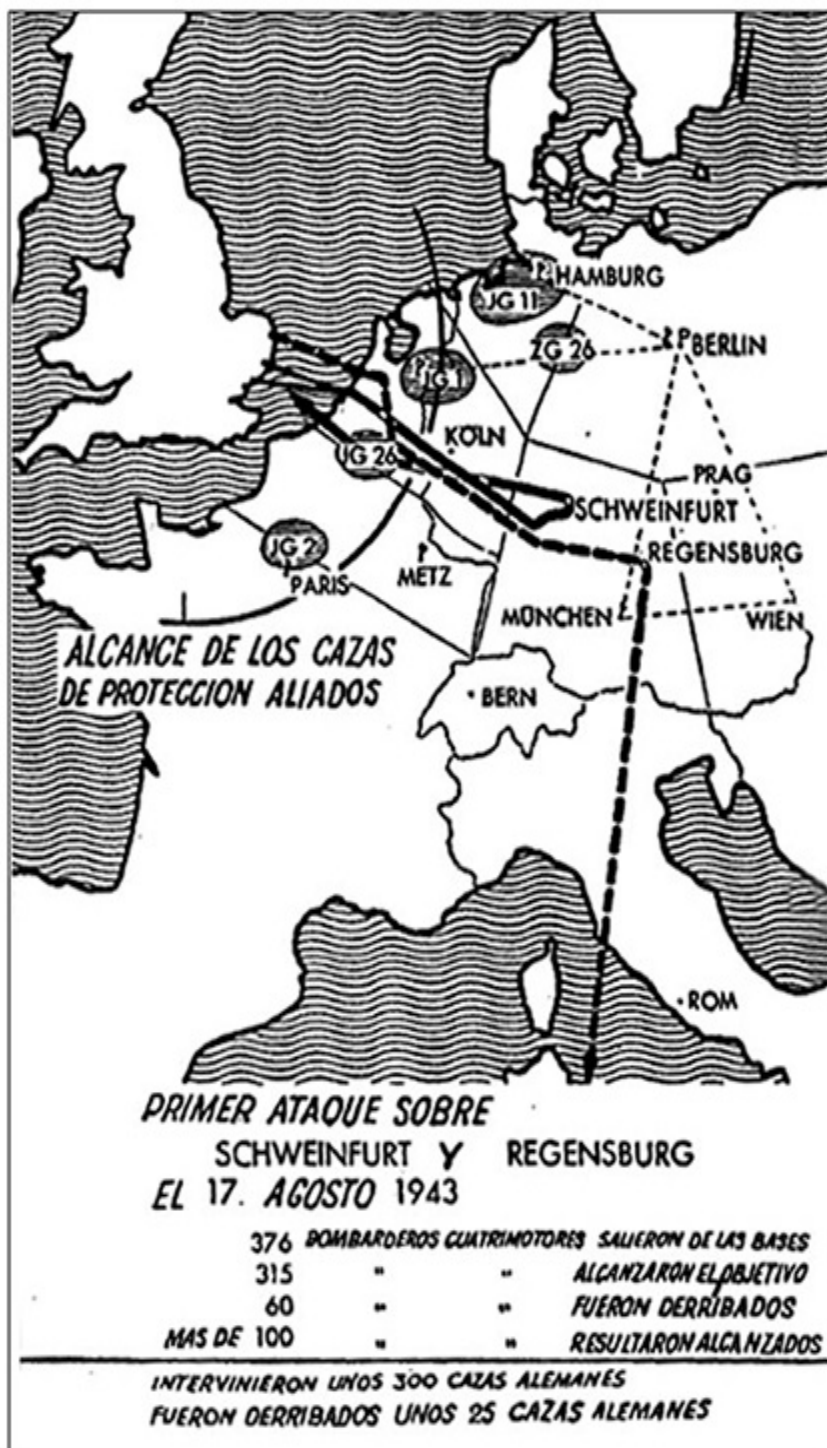 HAMBURG
JG 11
ZG 26
BERLIN
JG 1
KÖLN
JG 26
PRAG
SCHWEINFURT
JG 2
REGENSBURG
PARIS
METZ
MÜNCHEN
WIEN
ALCANCE DE LOS CAZAS
DE PROTECCION ALIADOS
BERN
ROM
PRIMER ATAQUE SOBRE
SCHWEINFURT Y REGENSBURG
EL 17. AGOSTO 1943
376 BOMBARDEROS CUATRIMOTORES SALIERON DE LAS BASES
315 " " ALCANZARON EL OBJETIVO
60 " " FUERON DERRIBADOS
MAS DE 100 " " RESULTARON ALCANZADOS
INTERVINIERON UNOS 300 CAZAS ALEMANES
FUERON DERRIBADOS UNOS 25 CAZAS ALEMANES